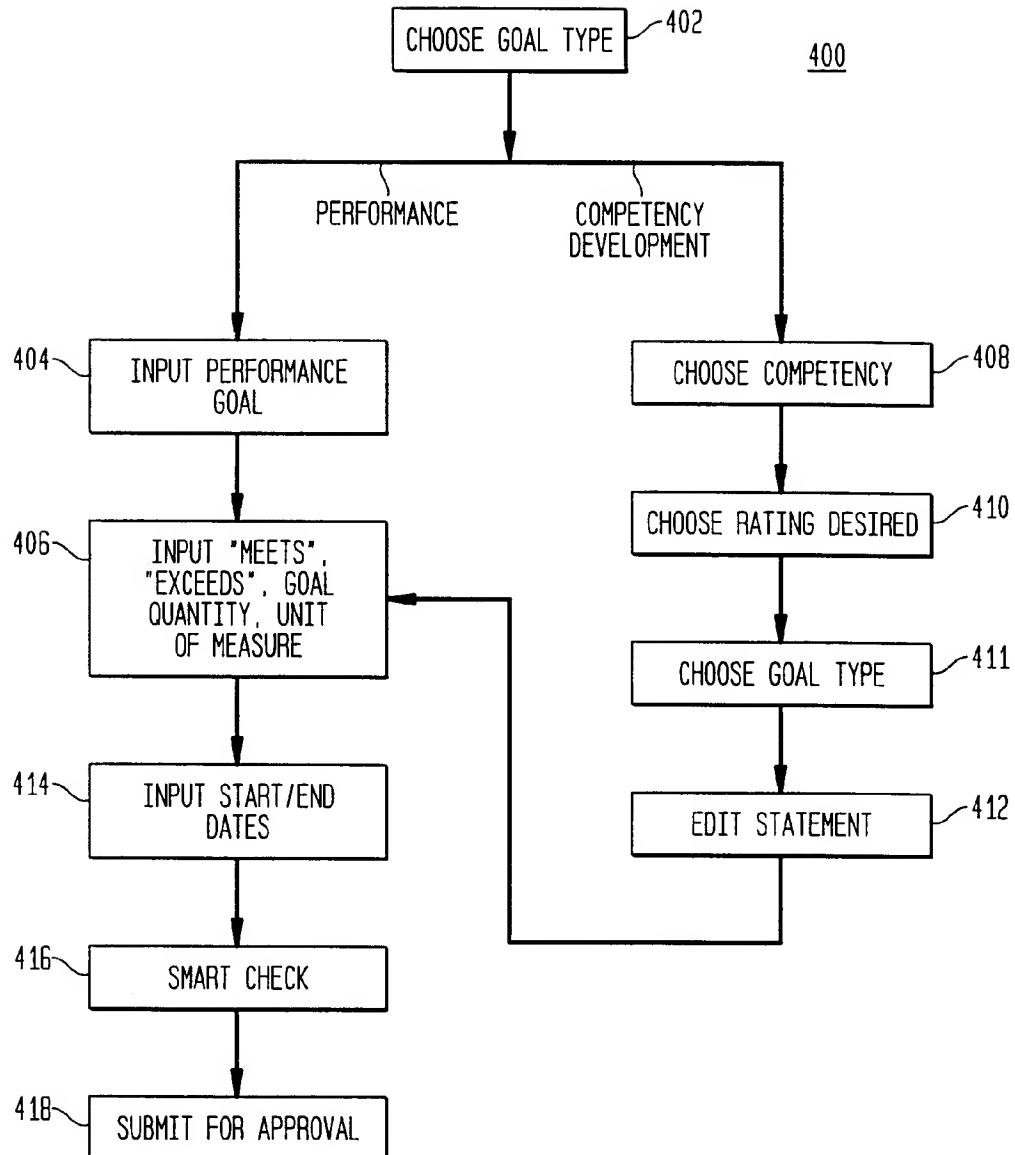 CHOOSE GOAL TYPE
402
400
PERFORMANCE
COMPETENCY
DEVELOPMENT
404
INPUT PERFORMANCE
GOAL
CHOOSE COMPETENCY
408
406
INPUT "MEETS",
"EXCEEDS", GOAL
QUANTITY, UNIT
OF MEASURE
CHOOSE RATING DESIRED
410
CHOOSE GOAL TYPE
411
414
INPUT START/END
DATES
EDIT STATEMENT
412
416
SMART CHECK
418
SUBMIT FOR APPROVAL